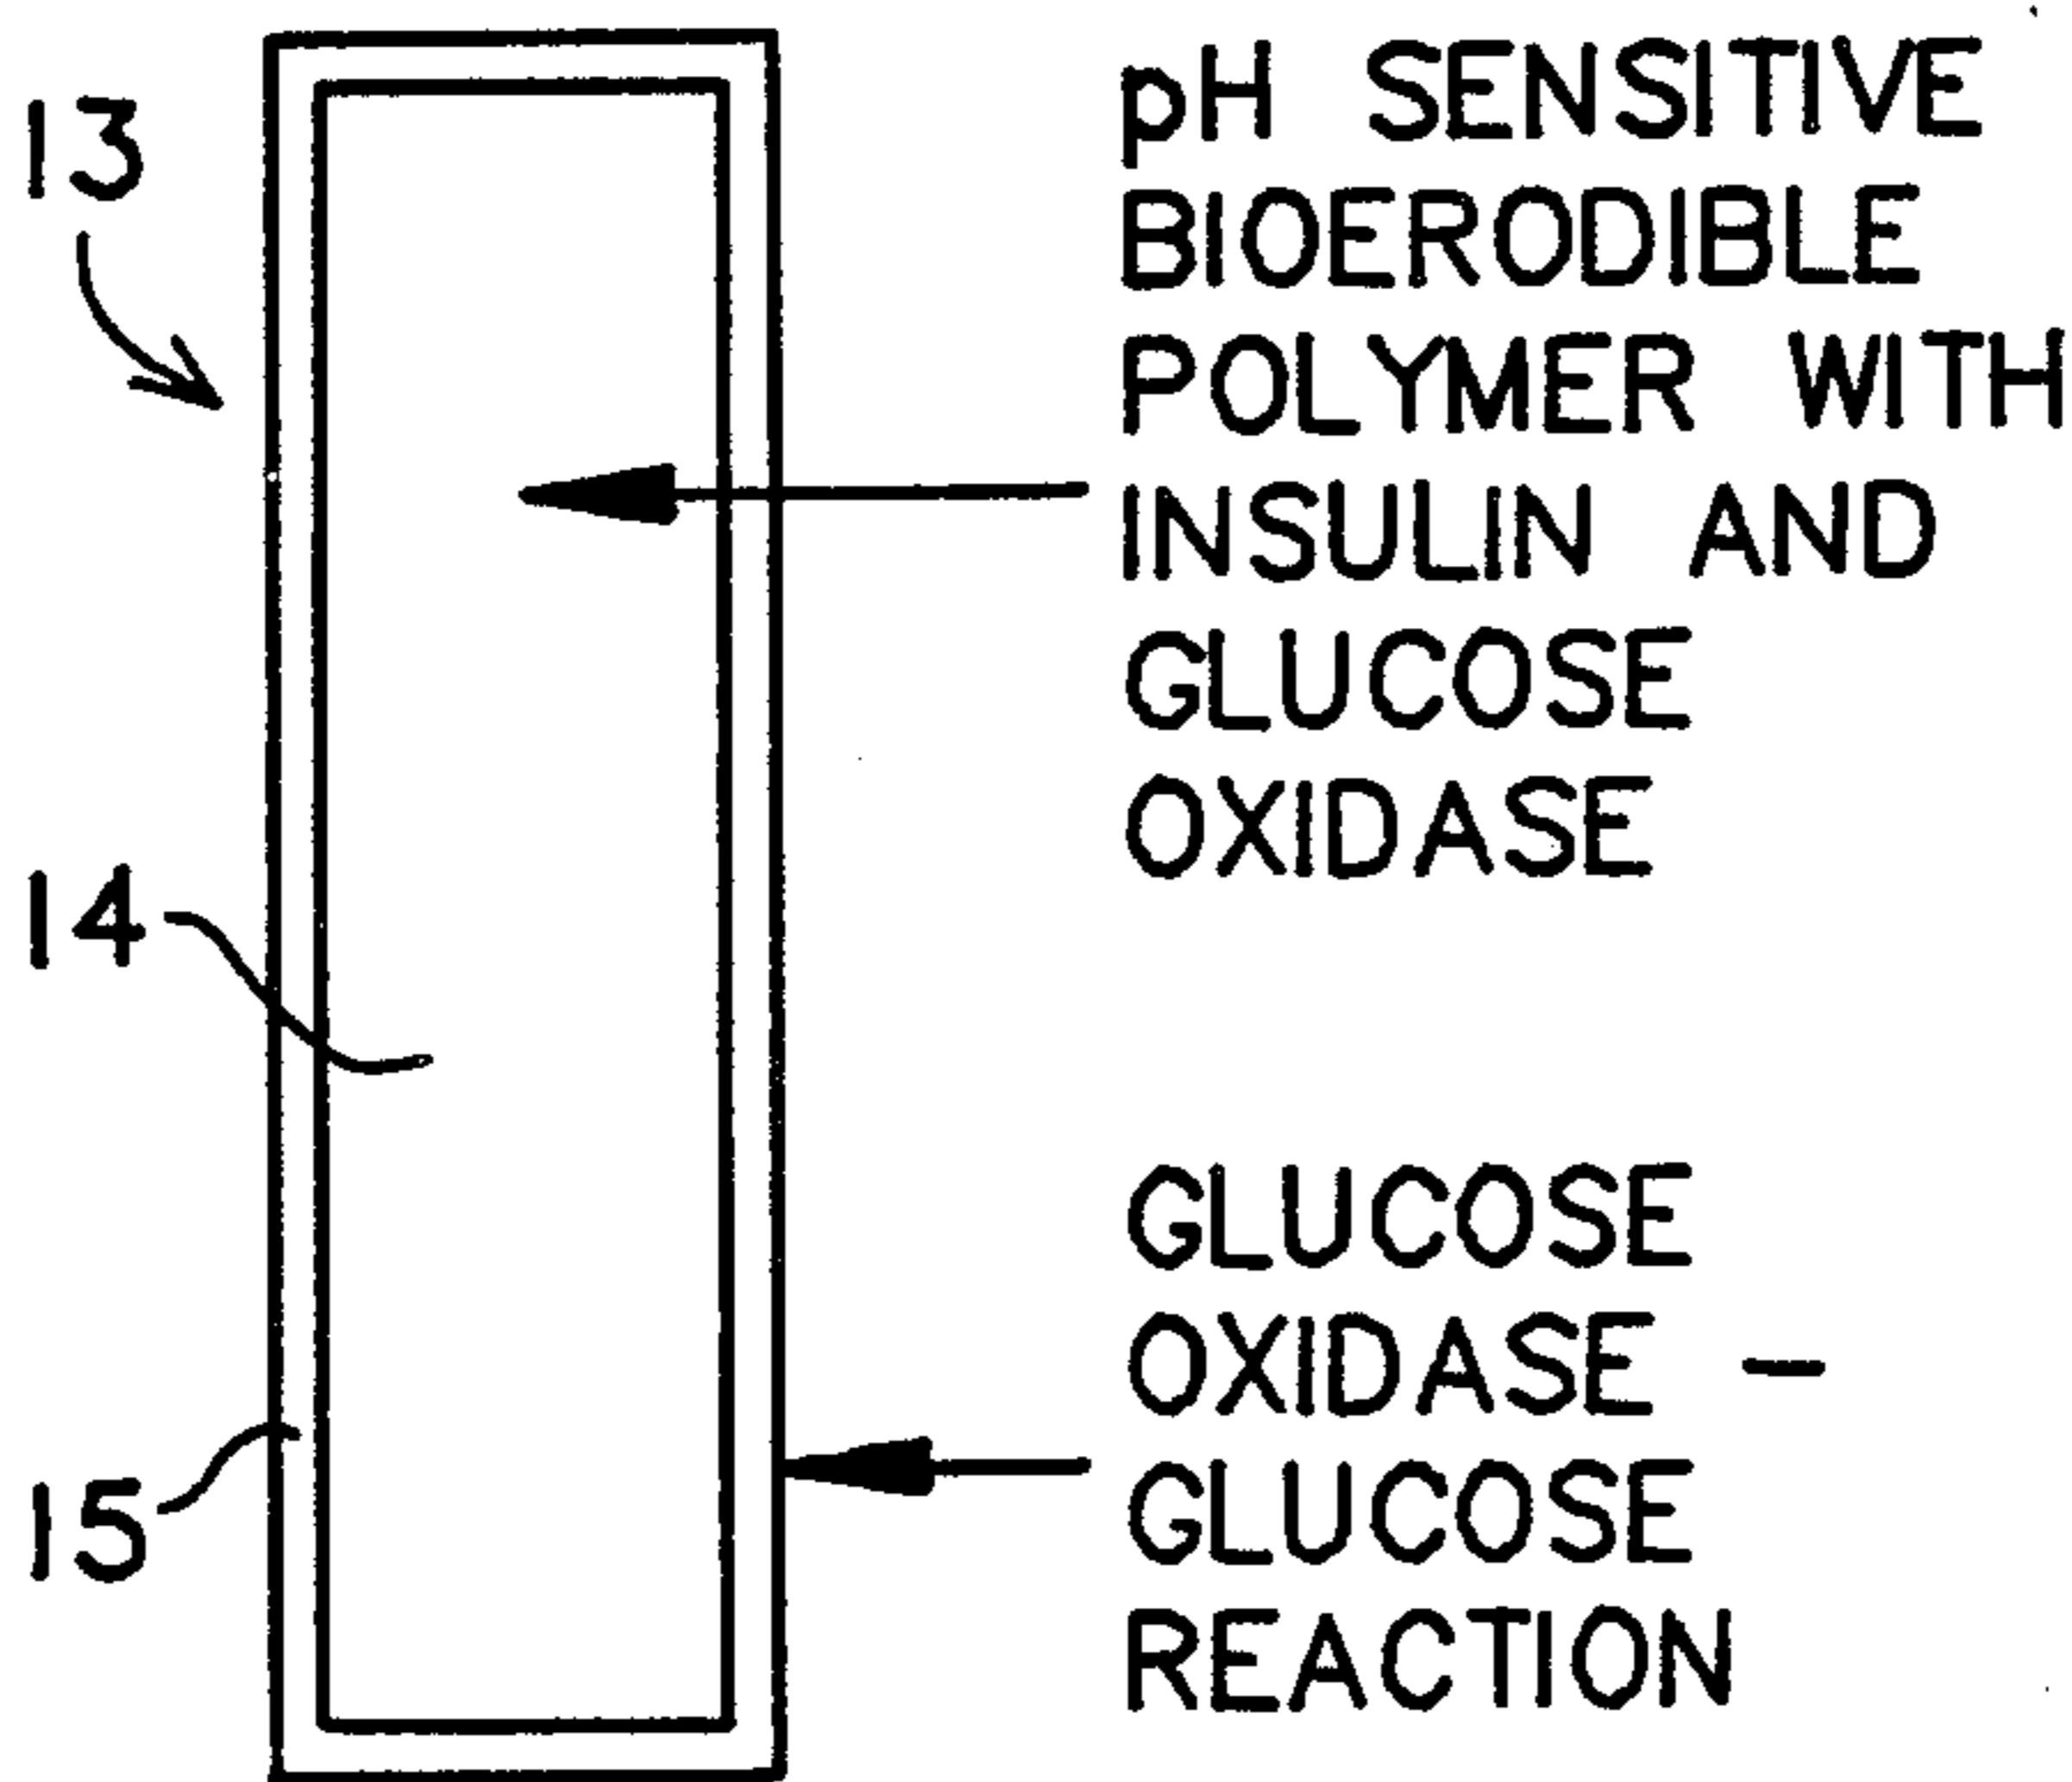 13
pH SENSITIVE
BIOERODIBLE
POLYMER WITH
INSULIN AND
GLUCOSE
OXIDASE
14
GLUCOSE
OXIDASE –
GLUCOSE
REACTION
15